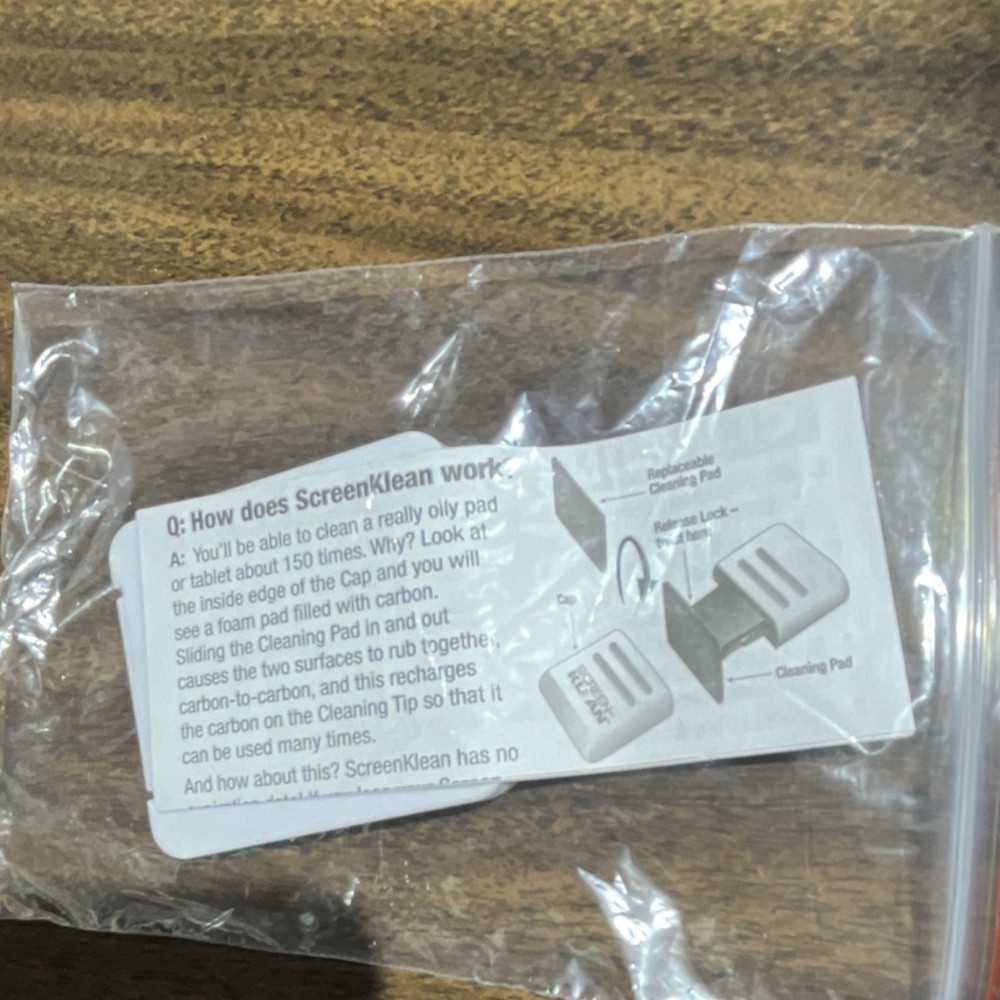 Q: How does ScreenKlean work
A: You'll be able to clean a really oily pad
or tablet about 150 times. Why? Look at
the inside edge of the Cap and you will
see a foam pad filled with carbon.
Sliding the Cleaning Pad in and out
causes the two surfaces to rub together,
carbon-to-carbon, and this recharges
the carbon on the Cleaning Tip so that it
can be used many times.
And how about this? ScreenKlean has no
Replaceable
Cleaning Pad
Release Lock –
twist here
Cap
SCREEN
KLEAN
Cleaning Pad